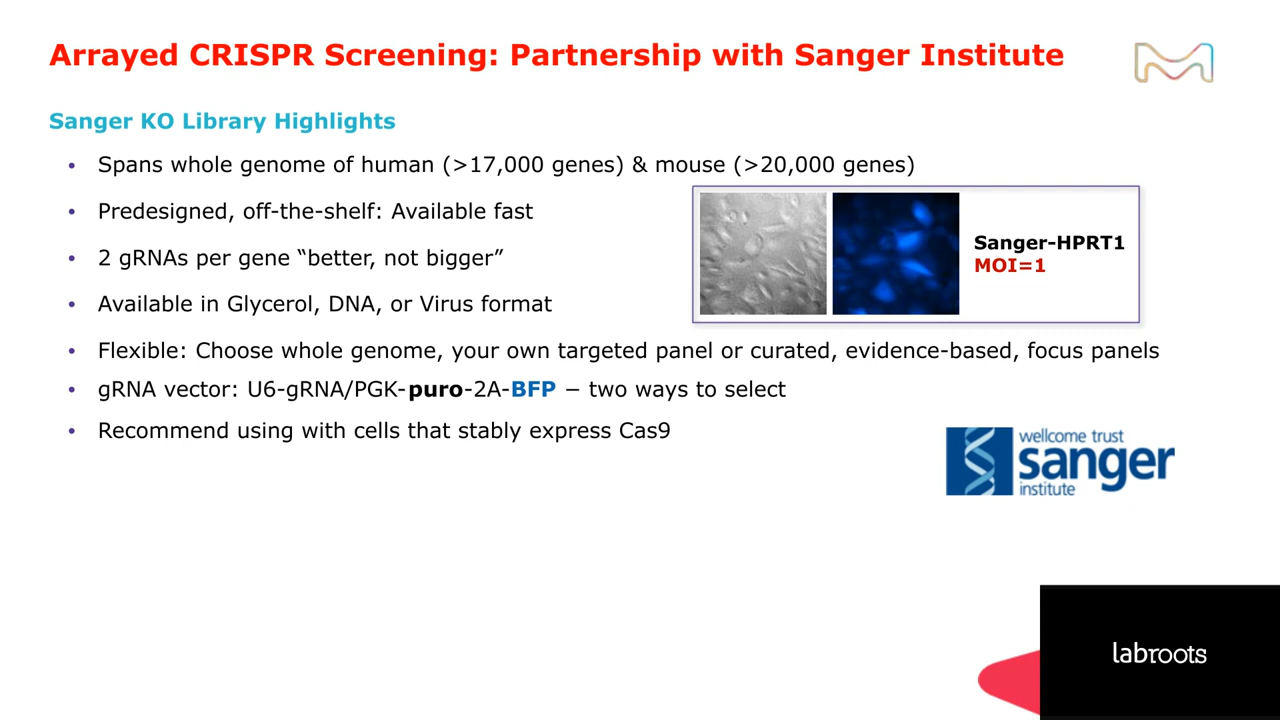 Arrayed CRISPR Screening: Partnership with Sanger Institute
Sanger KO Library Highlights
• Spans whole genome of human (>17,000 genes) & mouse (>20,000 genes)
• Predesigned, off-the-shelf: Available fast
• 2 gRNAs per gene “better, not bigger”
• Available in Glycerol, DNA, or Virus format
Sanger-HPRT1
MOI=1
• Flexible: Choose whole genome, your own targeted panel or curated, evidence-based, focus panels
• gRNA vector: U6-gRNA/PGK-puro-2A-BFP − two ways to select
• Recommend using with cells that stably express Cas9
wellcome trust
sanger
institute
labroots